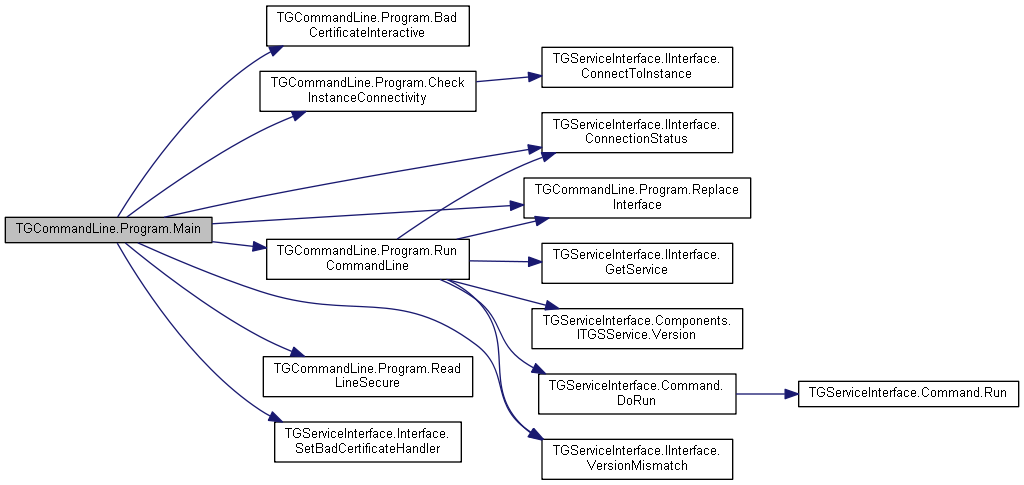 TGCommandLine.Program.Main
TGCommandLine.Program.Bad
CertificateInteractive
TGCommandLine.Program.Check
InstanceConnectivity
TGServiceInterface.IInterface.
ConnectToInstance
TGServiceInterface.IInterface.
ConnectionStatus
TGCommandLine.Program.Replace
Interface
TGCommandLine.Program.Run
CommandLine
TGServiceInterface.IInterface.
GetService
TGServiceInterface.Components.
ITGSService.Version
TGCommandLine.Program.Read
LineSecure
TGServiceInterface.Command.
DoRun
TGServiceInterface.Command.Run
TGServiceInterface.Interface.
SetBadCertificateHandler
TGServiceInterface.IInterface.
VersionMismatch